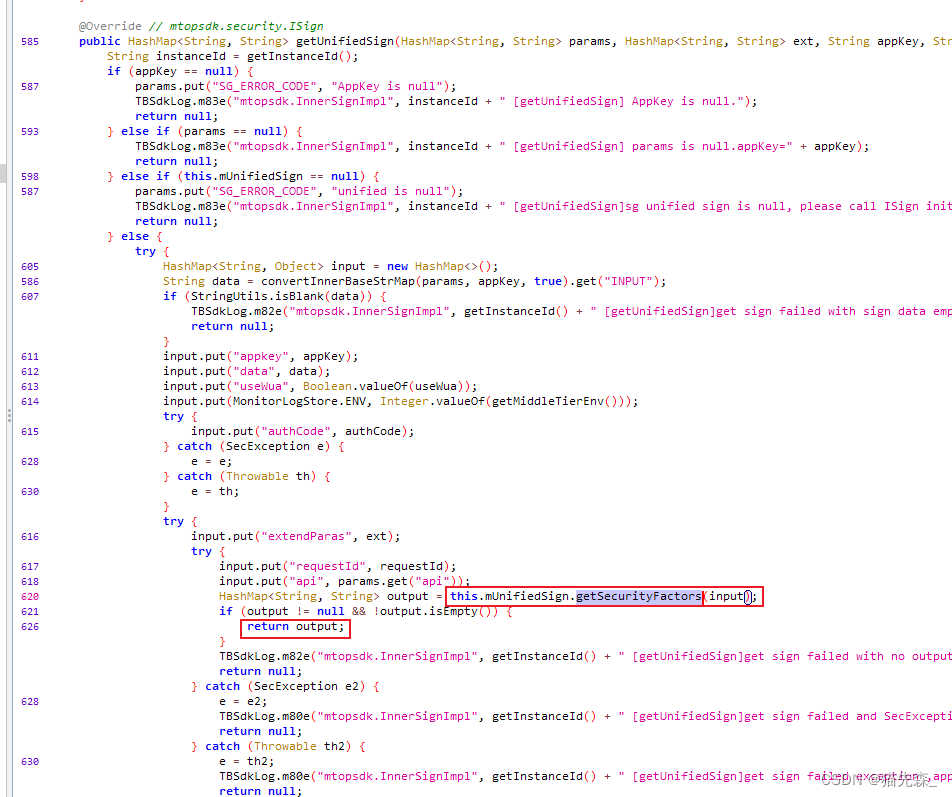 @Override // mtopsdk.security.ISign
585 public HashMap<String, String> getUnifiedSign(HashMap<String, String> params, HashMap<String, String> ext, String appKey, Str
String instanceId = getInstanceId();
if (appKey == null) {
587 params.put("SG_ERROR_CODE", "AppKey is null");
TBSdkLog.m83e("mtopsdk.InnerSignImpl", instanceId + " [getUnifiedSign] AppKey is null.");
return null;
593 } else if (params == null) {
TBSdkLog.m83e("mtopsdk.InnerSignImpl", instanceId + " [getUnifiedSign] params is null.appKey=" + appKey);
return null;
598 } else if (this.mUnifiedSign == null) {
587 params.put("SG_ERROR_CODE", "unified is null");
TBSdkLog.m83e("mtopsdk.InnerSignImpl", instanceId + " [getUnifiedSign]sg unified sign is null, please call ISign init
return null;
} else {
try {
605 HashMap<String, Object> input = new HashMap<>();
586 String data = convertInnerBaseStrMap(params, appKey, true).get("INPUT");
607 if (StringUtils.isBlank(data)) {
TBSdkLog.m82e("mtopsdk.InnerSignImpl", getInstanceId() + " [getUnifiedSign]get sign failed with sign data emp
return null;
}
611 input.put("appkey", appKey);
612 input.put("data", data);
613 input.put("useWua", Boolean.valueOf(useWua));
614 input.put(MonitorLogStore.ENV, Integer.valueOf(getMiddleTierEnv()));
try {
615 input.put("authCode", authCode);
} catch (SecException e) {
628 e = e;
} catch (Throwable th) {
630 e = th;
}
try {
616 input.put("extendParas", ext);
try {
617 input.put("requestId", requestId);
618 input.put("api", params.get("api"));
620 HashMap<String, String> output = this.mUnifiedSign.getSecurityFactors(input);
621 if (output != null && !output.isEmpty()) {
626 return output;
}
TBSdkLog.m82e("mtopsdk.InnerSignImpl", getInstanceId() + " [getUnifiedSign]get sign failed with no output
return null;
} catch (SecException e2) {
628 e = e2;
TBSdkLog.m80e("mtopsdk.InnerSignImpl", getInstanceId() + " [getUnifiedSign]get sign failed and SecExcepti
return null;
} catch (Throwable th2) {
630 e = th2;
TBSdkLog.m80e("mtopsdk.InnerSignImpl", getInstanceId() + " [getUnifiedSign]get sign failed exception ,app
return null;
CSDN @猫先森_